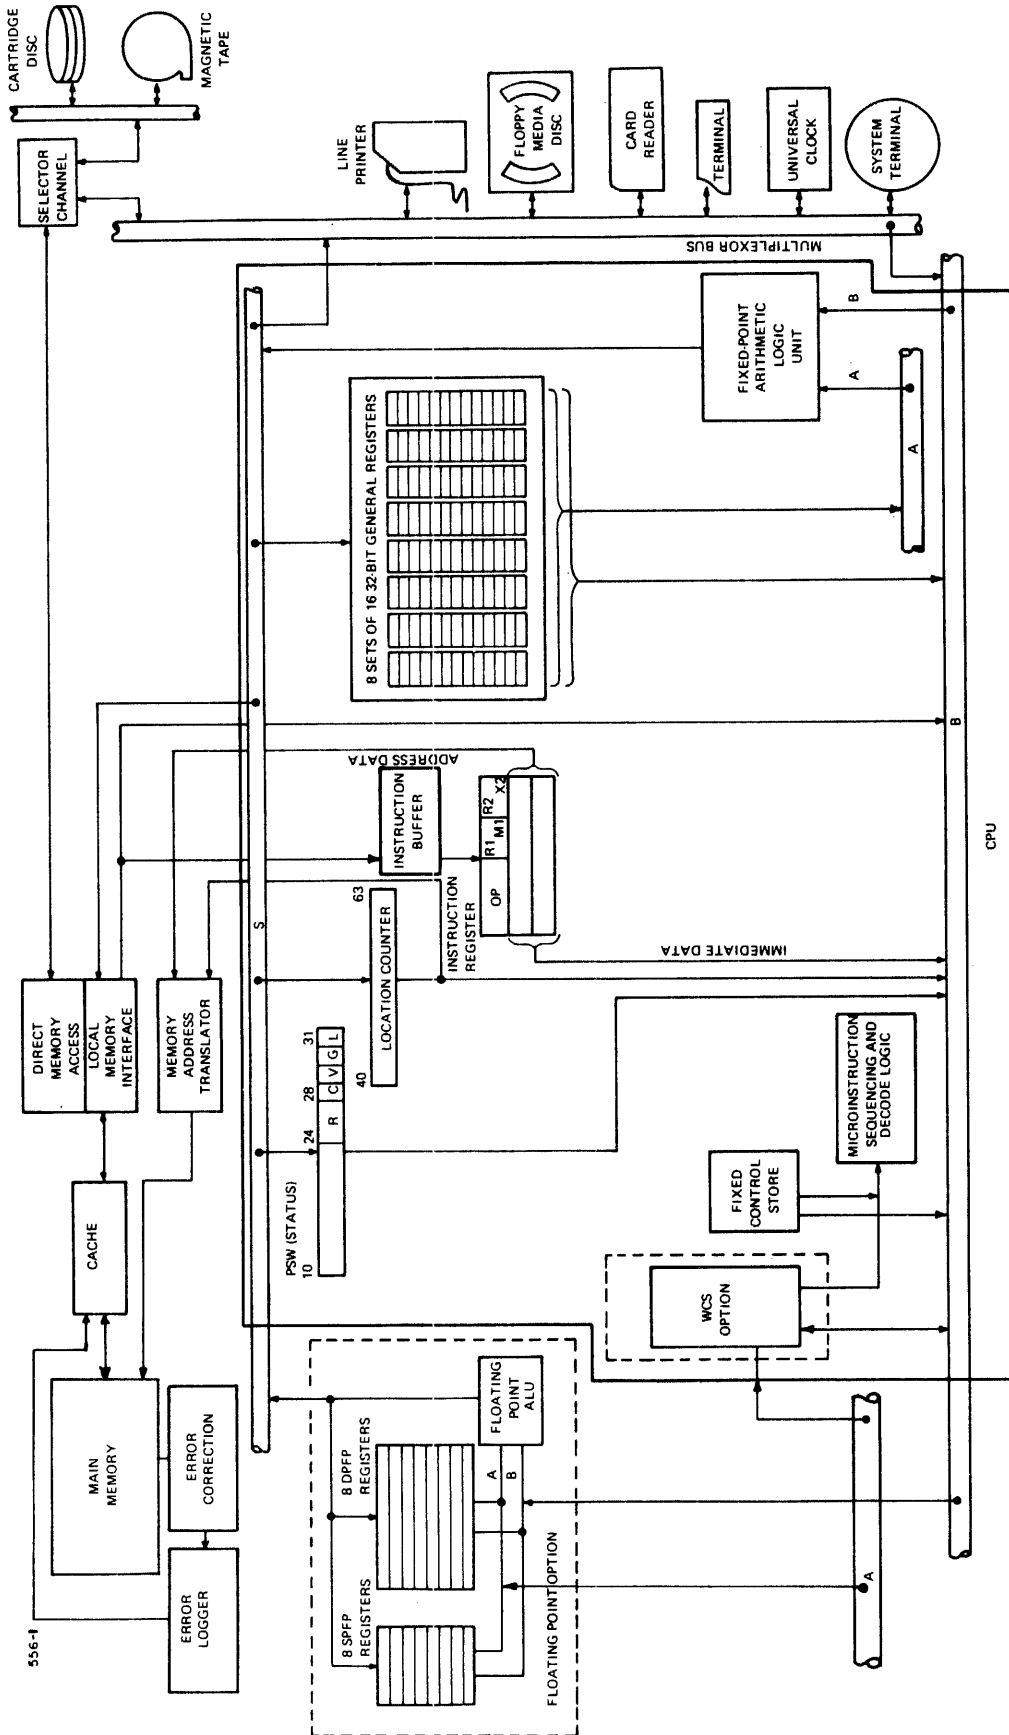 556-1
MAIN
MEMORY
ERROR
CORRECTION
ERROR
LOGGER
CACHE
DIRECT
MEMORY
ACCESS
LOCAL
MEMORY
INTERFACE
MEMORY
ADDRESS
TRANSLATOR
SELECTOR
CHANNEL
CARTRIDGE
DISC
MAGNETIC
TAPE
LINE
PRINTER
FLOPPY
MEDIA
DISC
CARD
READER
TERMINAL
UNIVERSAL
CLOCK
SYSTEM
TERMINAL
MULTIPLEXOR BUS
S
8 SPFP
REGISTERS
8 DPFP
REGISTERS
A
B
FLOATING
POINT
ALU
FLOATING POINT OPTION
PSW (STATUS)
10 24 28 31
R C V G L
40 63
LOCATION COUNTER
INSTRUCTION
REGISTER
INSTRUCTION
BUFFER
ADDRESS DATA
OP R1 M1 R2 X2
IMMEDIATE DATA
8 SETS OF 16 32-BIT GENERAL REGISTERS
FIXED-POINT
ARITHMETIC
LOGIC
UNIT
A
B
A
WCS
OPTION
FIXED
CONTROL
STORE
MICROINSTRUCTION
SEQUENCING AND
DECODE LOGIC
A
B
CPU